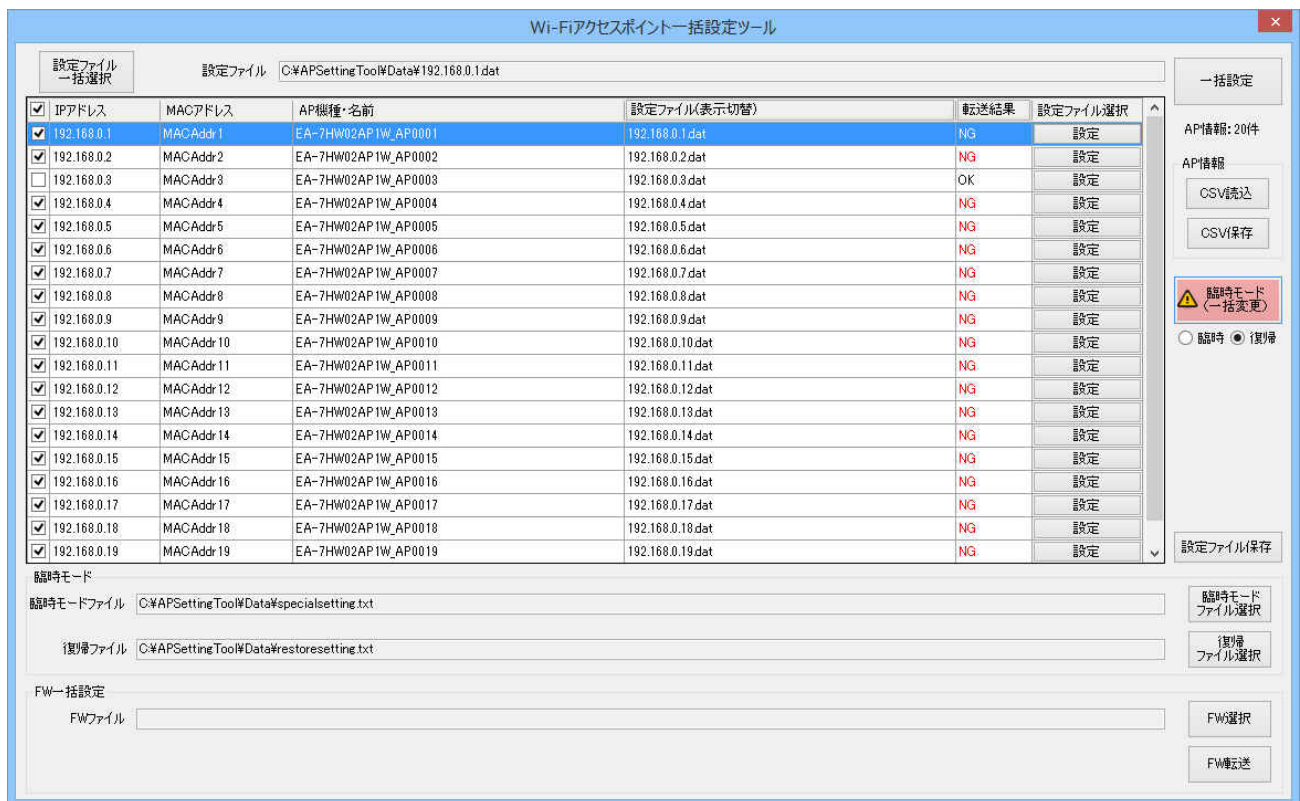 Wi-Fiアクセスポイント一括設定ツール
設定ファイル
一括選択
設定ファイル C:¥APSettingTool¥Data¥192.168.0.1.dat
一括設定
IPアドレス MACアドレス AP機種・名前 設定ファイル(表示切替) 転送結果 設定ファイル選択
192.168.0.1 MACAddr1 EA-7HW02AP1W_AP0001 192.168.0.1.dat NG 設定
192.168.0.2 MACAddr2 EA-7HW02AP1W_AP0002 192.168.0.2.dat NG 設定
192.168.0.3 MACAddr3 EA-7HW02AP1W_AP0003 192.168.0.3.dat OK 設定
192.168.0.4 MACAddr4 EA-7HW02AP1W_AP0004 192.168.0.4.dat NG 設定
192.168.0.5 MACAddr5 EA-7HW02AP1W_AP0005 192.168.0.5.dat NG 設定
192.168.0.6 MACAddr6 EA-7HW02AP1W_AP0006 192.168.0.6.dat NG 設定
192.168.0.7 MACAddr7 EA-7HW02AP1W_AP0007 192.168.0.7.dat NG 設定
192.168.0.8 MACAddr8 EA-7HW02AP1W_AP0008 192.168.0.8.dat NG 設定
192.168.0.9 MACAddr9 EA-7HW02AP1W_AP0009 192.168.0.9.dat NG 設定
192.168.0.10 MACAddr10 EA-7HW02AP1W_AP0010 192.168.0.10.dat NG 設定
192.168.0.11 MACAddr11 EA-7HW02AP1W_AP0011 192.168.0.11.dat NG 設定
192.168.0.12 MACAddr12 EA-7HW02AP1W_AP0012 192.168.0.12.dat NG 設定
192.168.0.13 MACAddr13 EA-7HW02AP1W_AP0013 192.168.0.13.dat NG 設定
192.168.0.14 MACAddr14 EA-7HW02AP1W_AP0014 192.168.0.14.dat NG 設定
192.168.0.15 MACAddr15 EA-7HW02AP1W_AP0015 192.168.0.15.dat NG 設定
192.168.0.16 MACAddr16 EA-7HW02AP1W_AP0016 192.168.0.16.dat NG 設定
192.168.0.17 MACAddr17 EA-7HW02AP1W_AP0017 192.168.0.17.dat NG 設定
192.168.0.18 MACAddr18 EA-7HW02AP1W_AP0018 192.168.0.18.dat NG 設定
192.168.0.19 MACAddr19 EA-7HW02AP1W_AP0019 192.168.0.19.dat NG 設定
AP情報: 20件
AP情報
CSV読込
CSV保存
臨時モード
(一括変更)
臨時 復帰
設定ファイル保存
臨時モード
臨時モードファイル C:¥APSettingTool¥Data¥specialsetting.txt
臨時モード
ファイル選択
復帰ファイル C:¥APSettingTool¥Data¥restoresetting.txt
復帰
ファイル選択
FW一括設定
FWファイル
FW選択
FW転送